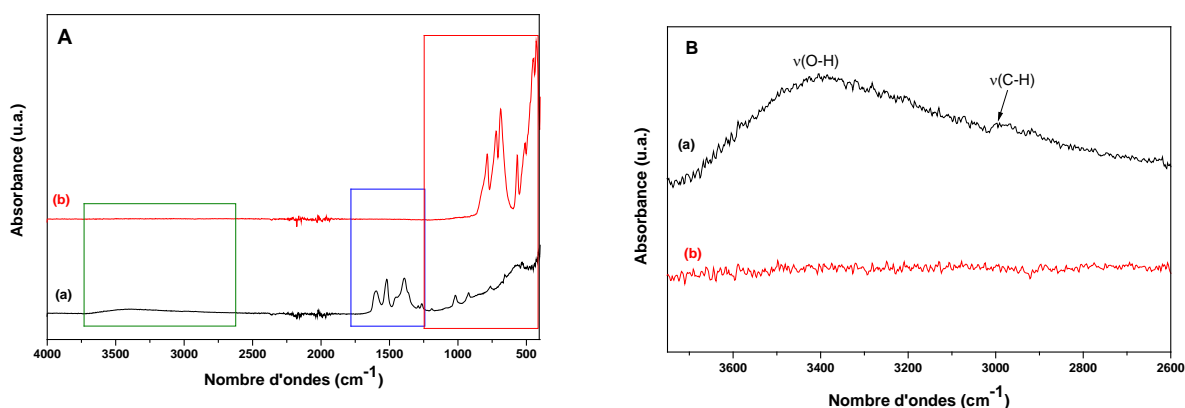 A
Absorbance (u.a.)
(b)
(a)
4000 3500 3000 2500 2000 1500 1000 500
Nombre d'ondes (cm-1)
B
ν(O-H)
ν(C-H)
(a)
Absorbance (u.a.)
(b)
3600 3400 3200 3000 2800 2600
Nombre d'ondes (cm-1)